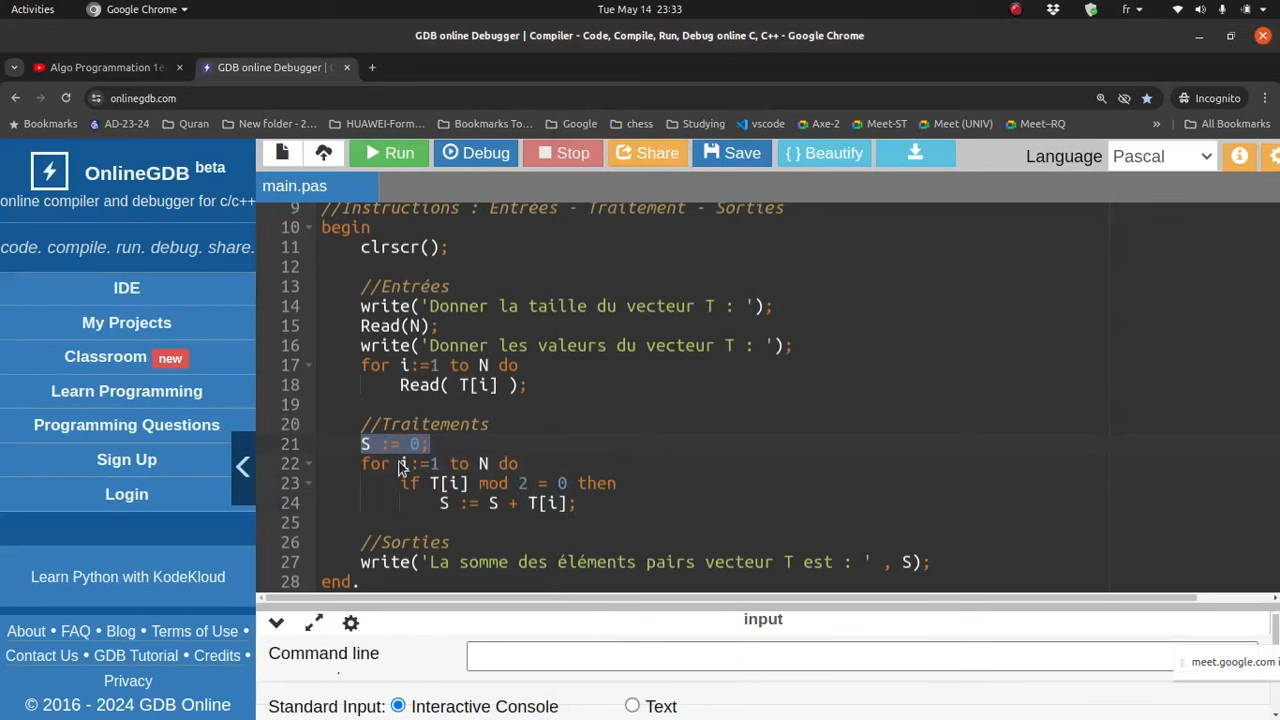 Activities
Google Chrome
Tue May 14 23:33
fr
GDB online Debugger | Compiler - Code, Compile, Run, Debug online C, C++ - Google Chrome
Algo Programmation 1è
GDB online Debugger |
onlinegdb.com
Incognito
Bookmarks
AD-23-24
Quran
New folder - 2...
HUAWEI-Form...
Bookmarks To...
Google
chess
Studying
vscode
Axe-2
Meet-ST
Meet (UNIV)
Meet–RQ
»
All Bookmarks
OnlineGDB beta
online compiler and debugger for c/c++
code. compile. run. debug. share.
IDE
My Projects
Classroom new
Learn Programming
Programming Questions
Sign Up
Login
Learn Python with KodeKloud
About • FAQ • Blog • Terms of Use •
Contact Us • GDB Tutorial • Credits •
Privacy
© 2016 - 2024 GDB Online
Run
Debug
Stop
Share
Save
{ } Beautify
Language
Pascal
main.pas
9 //Instructions : Entrées - Traitement - Sorties
10 begin
11 clrscr();
12
13 //Entrées
14 write('Donner la taille du vecteur T : ');
15 Read(N);
16 write('Donner les valeurs du vecteur T : ');
17 for i:=1 to N do
18 Read( T[i] );
19
20 //Traitements
21 S := 0;
22 for i:=1 to N do
23 if T[i] mod 2 = 0 then
24 S := S + T[i];
25
26 //Sorties
27 write('La somme des éléments pairs vecteur T est : ' , S);
28 end.
input
Command line
meet.google.com i
Standard Input:
Interactive Console
Text